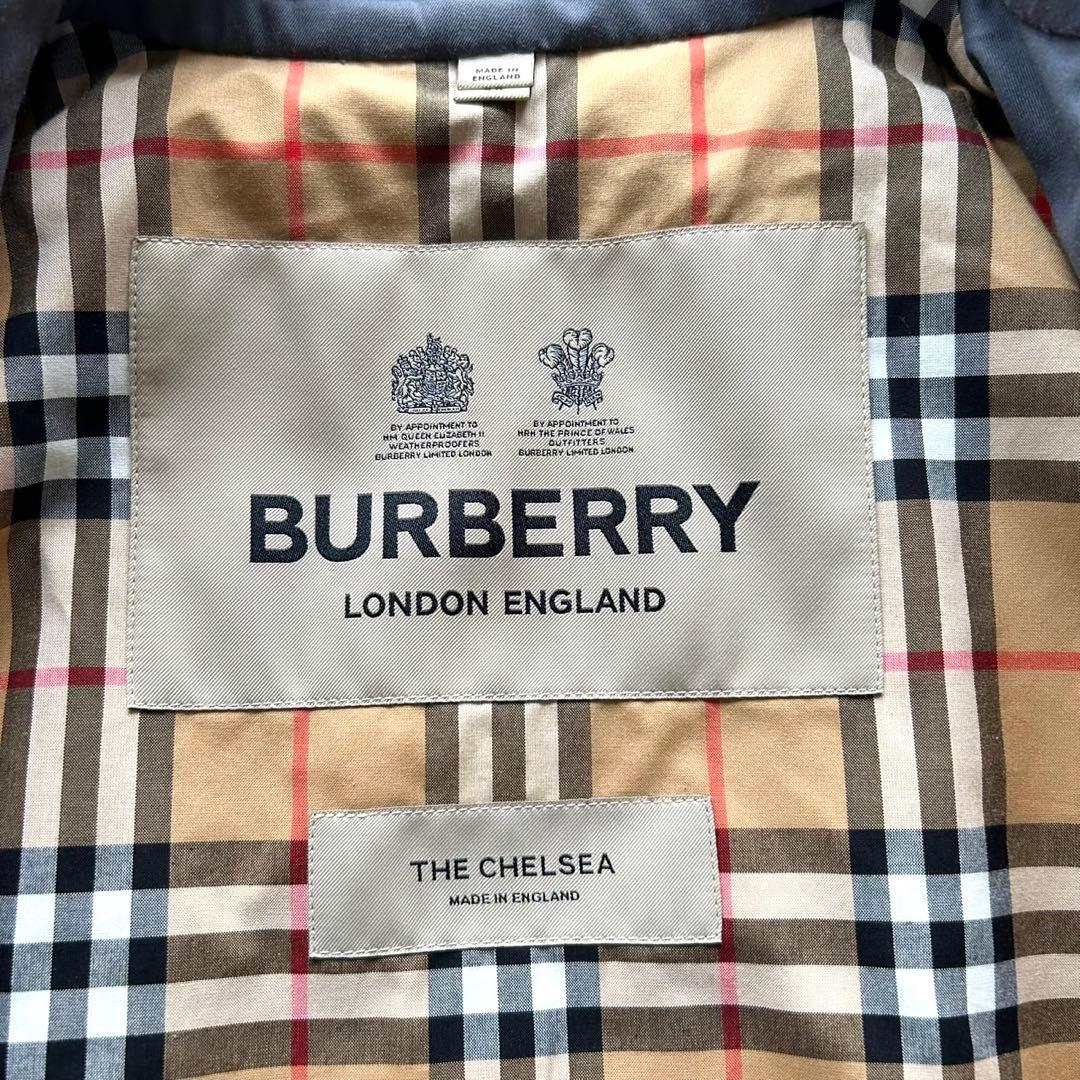 MADE IN
ENGLAND
BY APPOINTMENT TO
HM QUEEN ELIZABETH II
WEATHERPROOFERS
BURBERRY LIMITED LONDON
BY APPOINTMENT TO
HRH THE PRINCE OF WALES
OUTFITTERS
BURBERRY LIMITED LONDON
BURBERRY
LONDON ENGLAND
THE CHELSEA
MADE IN ENGLAND